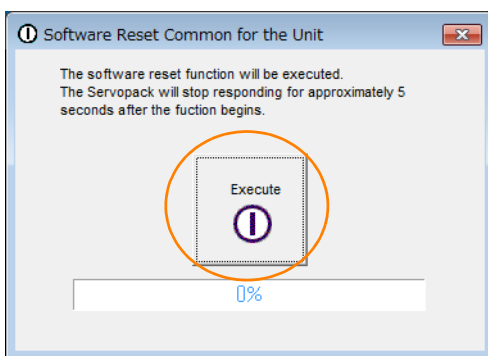 Software Reset Common for the Unit
The software reset function will be executed.
The Servopack will stop responding for approximately 5
seconds after the fuction begins.
Execute
0%